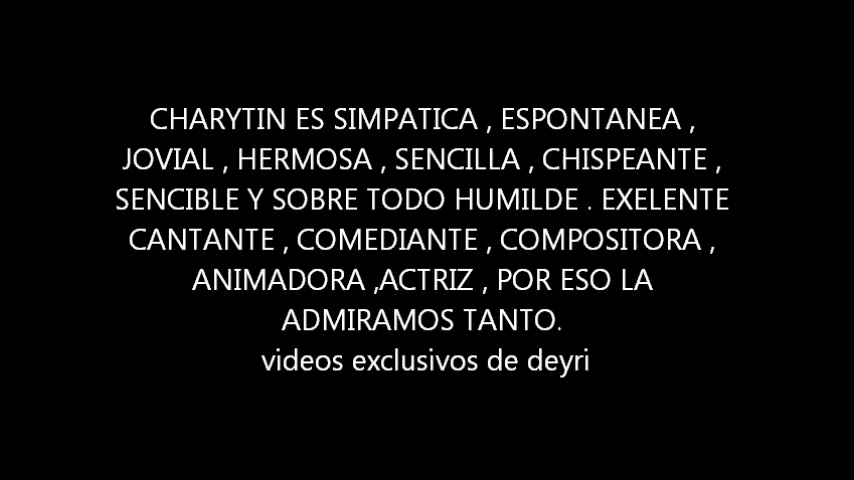 CHARYTIN ES SIMPATICA , ESPONTANEA ,
JOVIAL , HERMOSA , SENCILLA , CHISPEANTE ,
SENCIBLE Y SOBRE TODO HUMILDE . EXELENTE
CANTANTE , COMEDIANTE , COMPOSITORA ,
ANIMADORA ,ACTRIZ , POR ESO LA
ADMIRAMOS TANTO.
videos exclusivos de deyri